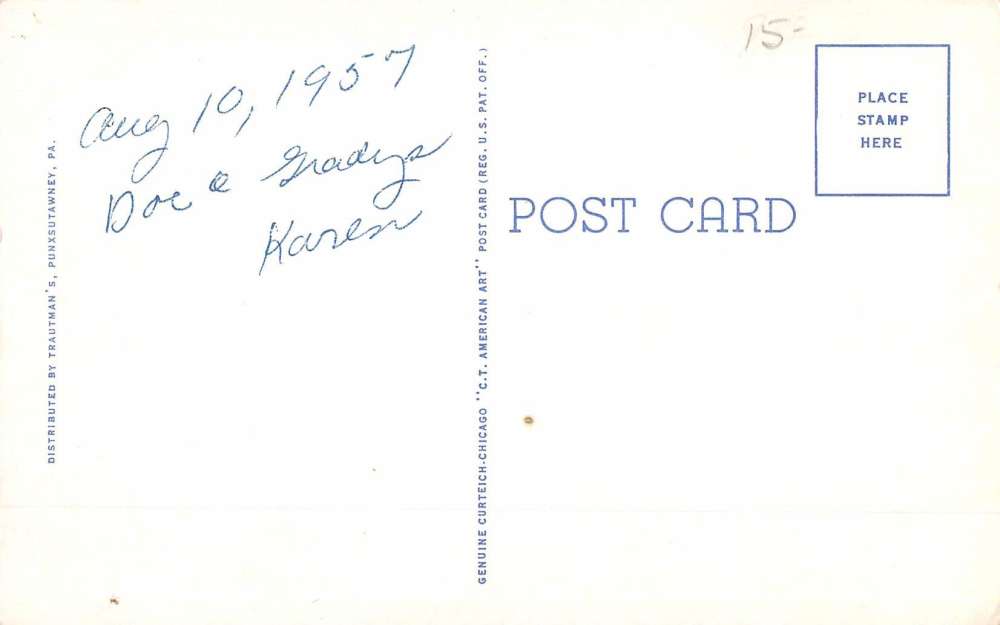 15-
Aug 10, 1957
Doc & Gladys
Karen
DISTRIBUTED BY TRAUTMAN'S, PUNXSUTAWNEY, PA.
GENUINE CURTEICH-CHICAGO "C.T. AMERICAN ART" POST CARD (REG. U.S. PAT. OFF.)
POST CARD
PLACE
STAMP
HERE